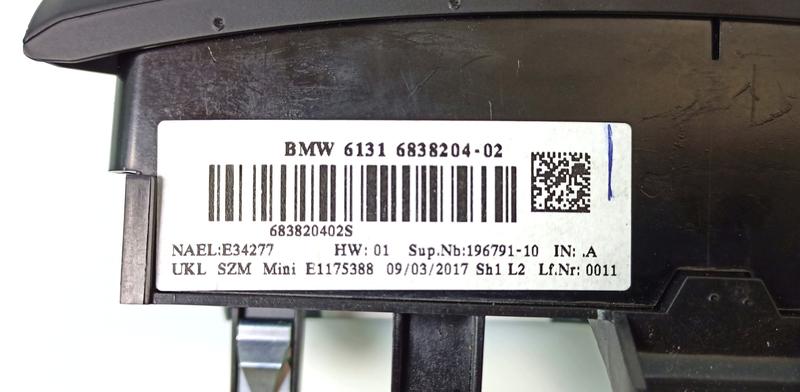 BMW 6131 6838204-02
683820402S
NAEL:E34277 HW: 01 Sup.Nb:196791-10 IN: .A
UKL SZM Mini E1175388 09/03/2017 Sh1 L2 Lf.Nr: 0011